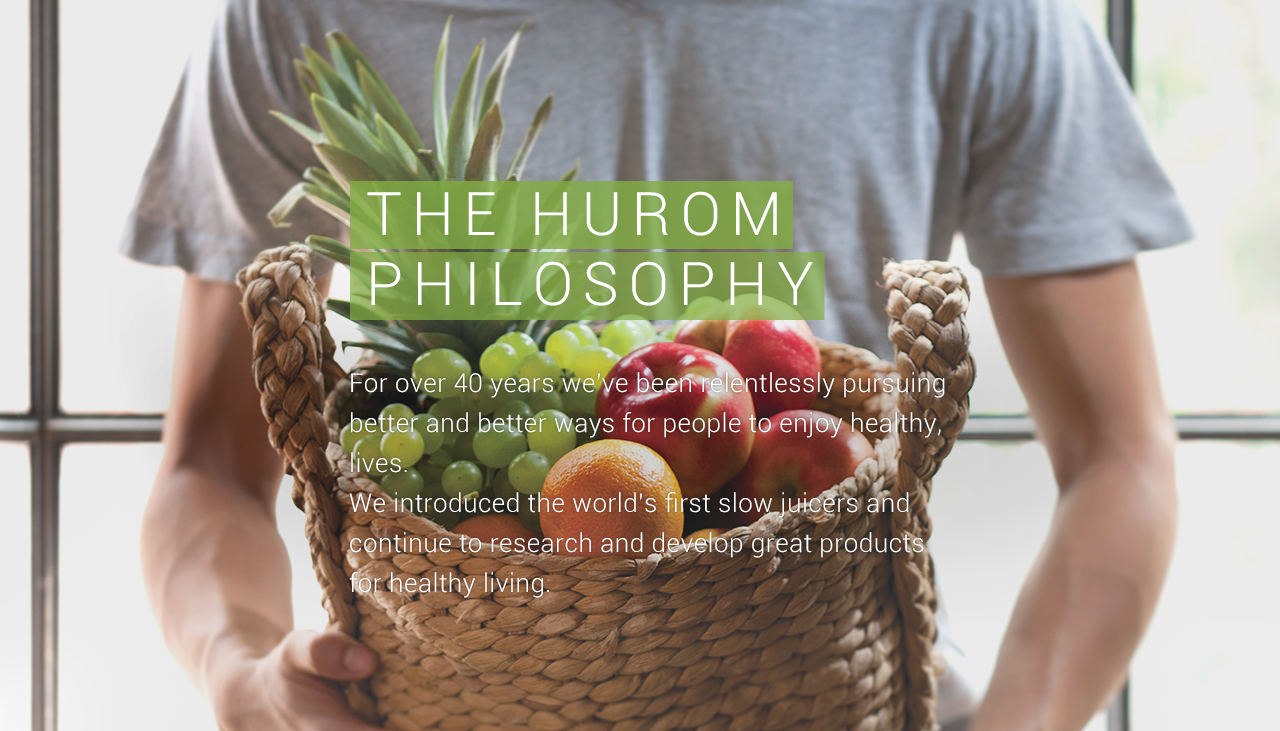 THE HUROM
PHILOSOPHY
For over 40 years we've been relentlessly pursuing
better and better ways for people to enjoy healthy,
lives.
We introduced the world's first slow juicers and
continue to research and develop great products
for healthy living.